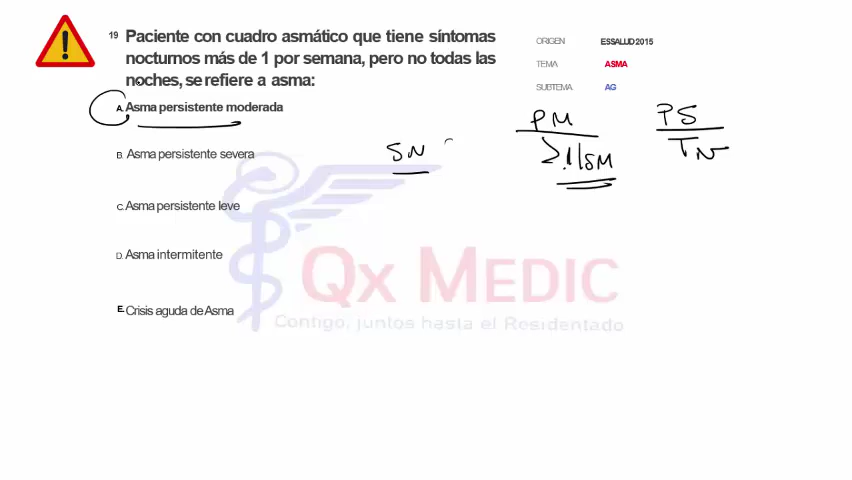 19 Paciente con cuadro asmático que tiene síntomas
nocturnos más de 1 por semana, pero no todas las
noches, se refiere a asma:
A. Asma persistente moderada
B. Asma persistente severa
C. Asma persistente leve
D. Asma intermitente
E. Crisis aguda de Asma
ORIGEN ESSALUD 2015
TEMA ASMA
SUBTEMA AG
PM PS
SN >1/SM TN
Qx MEDIC
Contigo, juntos hasta el Residentado